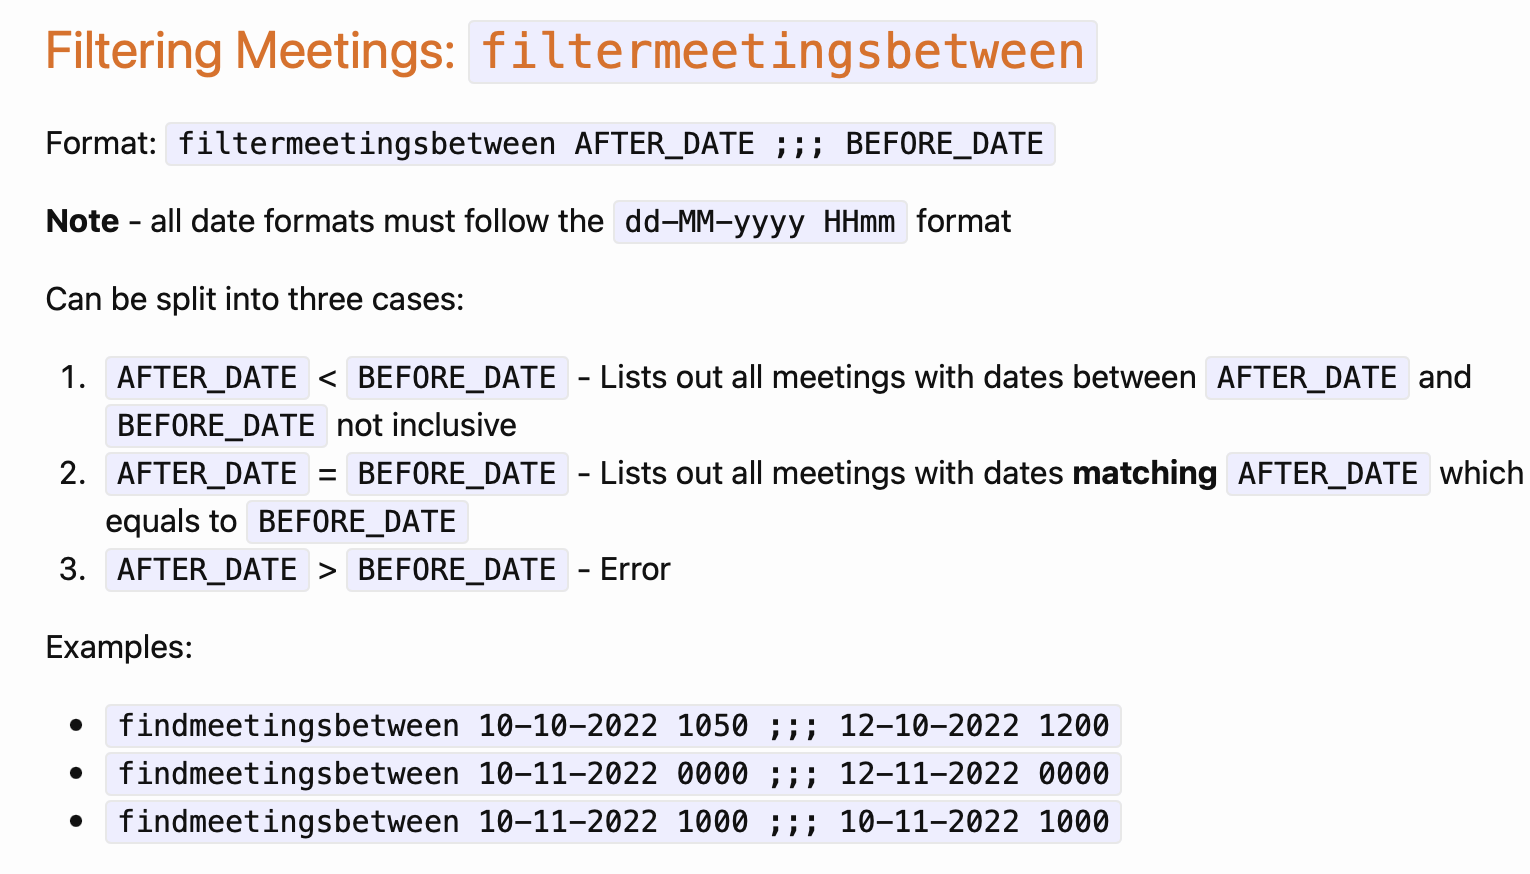 Filtering Meetings: filtermeetingsbetween
Format: filtermeetingsbetween AFTER_DATE ;;; BEFORE_DATE
Note - all date formats must follow the dd-MM-yyyy HHmm format
Can be split into three cases:
1. AFTER_DATE < BEFORE_DATE - Lists out all meetings with dates between AFTER_DATE and
BEFORE_DATE not inclusive
2. AFTER_DATE = BEFORE_DATE - Lists out all meetings with dates matching AFTER_DATE which
equals to BEFORE_DATE
3. AFTER_DATE > BEFORE_DATE - Error
Examples:
• findmeetingsbetween 10-10-2022 1050 ;;; 12-10-2022 1200
• findmeetingsbetween 10-11-2022 0000 ;;; 12-11-2022 0000
• findmeetingsbetween 10-11-2022 1000 ;;; 10-11-2022 1000